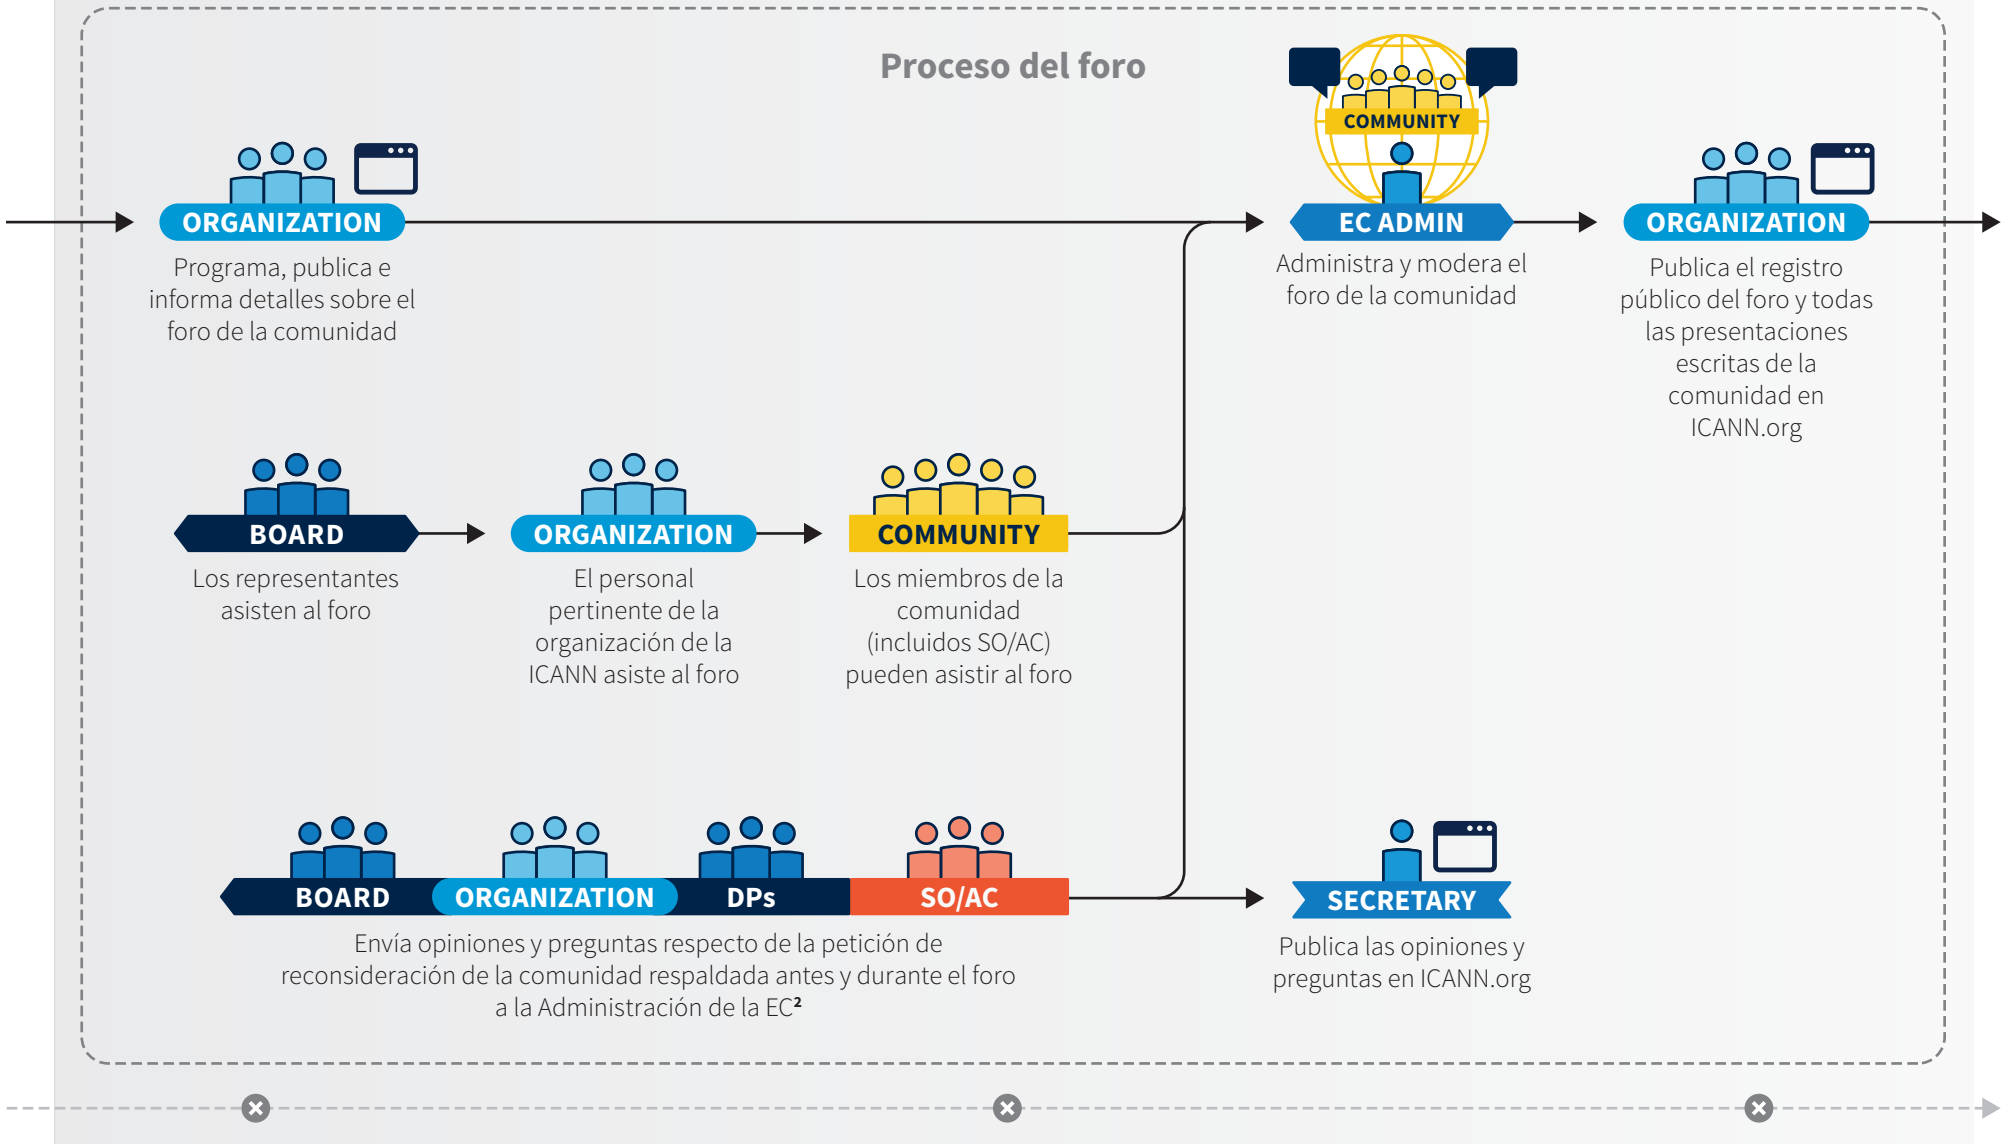 Proceso del foro
COMMUNITY
ORGANIZATION
Programa, publica e
informa detalles sobre el
foro de la comunidad
EC ADMIN
Administra y modera el
foro de la comunidad
ORGANIZATION
Publica el registro
público del foro y todas
las presentaciones
escritas de la
comunidad en
ICANN.org
BOARD
Los representantes
asisten al foro
ORGANIZATION
El personal
pertinente de la
organización de la
ICANN asiste al foro
COMMUNITY
Los miembros de la
comunidad
(incluidos SO/AC)
pueden asistir al foro
BOARD
ORGANIZATION
DPs
SO/AC
Envía opiniones y preguntas respecto de la petición de
reconsideración de la comunidad respaldada antes y durante el foro
a la Administración de la EC²
SECRETARY
Publica las opiniones y
preguntas en ICANN.org